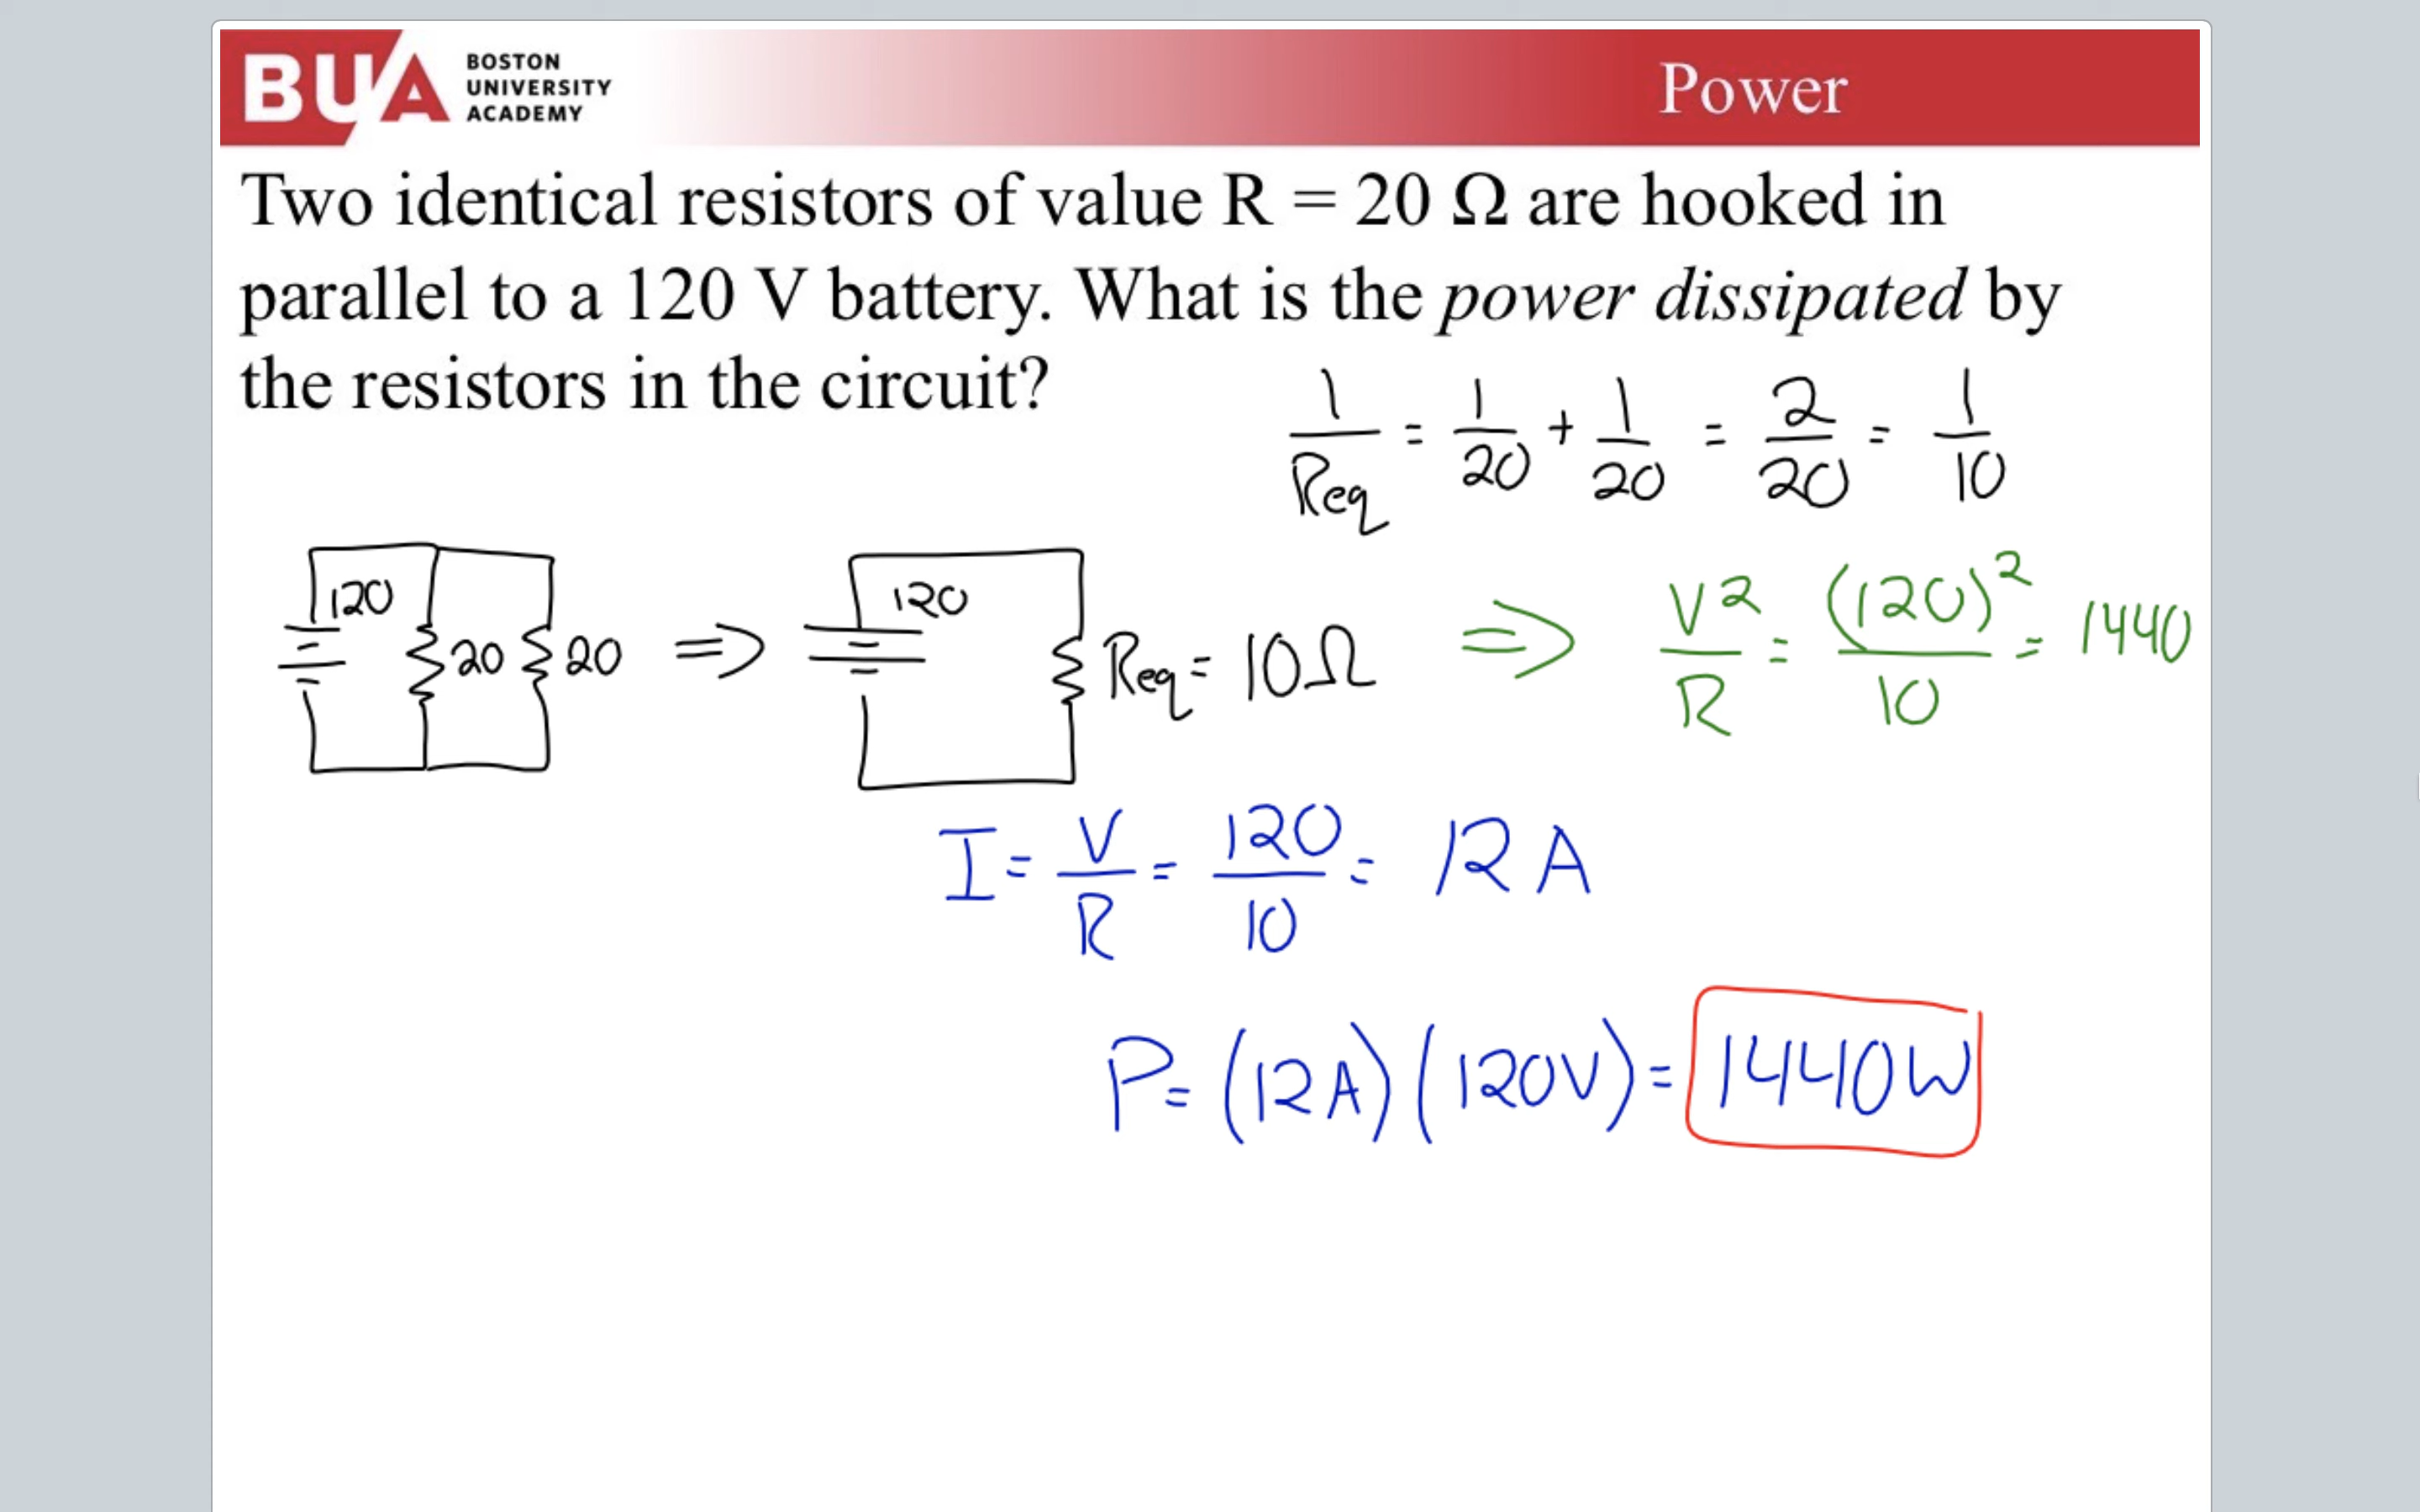 BUA BOSTON UNIVERSITY ACADEMY
Power
Two identical resistors of value R = 20 Ω are hooked in
parallel to a 120 V battery. What is the power dissipated by
the resistors in the circuit?
1/Req = 1/20 + 1/20 = 2/20 = 1/10
120 20 20 ⇒ 120 Req = 10Ω ⇒ V²/R = (120)²/10 = 1440
I = V/R = 120/10 = 12 A
P = (12A)(120V) = 1440W